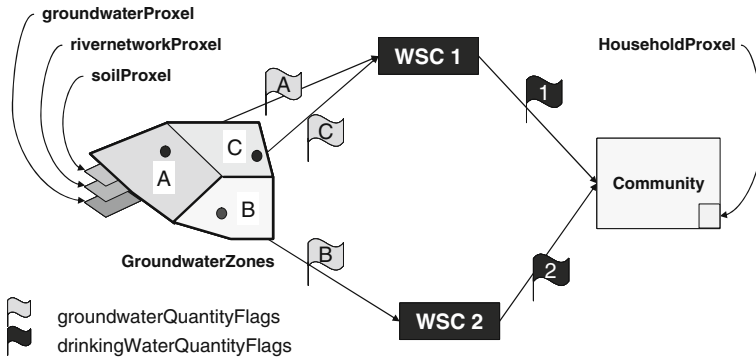 groundwaterProxel
rivernetworkProxel
soilProxel
WSC 1
HouseholdProxel
A
1
C
C
A
Community
B
B
GroundwaterZones
2
WSC 2
groundwaterQuantityFlags
drinkingWaterQuantityFlags